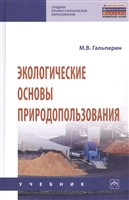 СРЕДНЕЕ
ПРОФЕССИОНАЛЬНОЕ
ОБРАЗОВАНИЕ
М.В. Гальперин
ЭКОЛОГИЧЕСКИЕ
ОСНОВЫ
ПРИРОДОПОЛЬЗОВАНИЯ
УЧЕБНИК